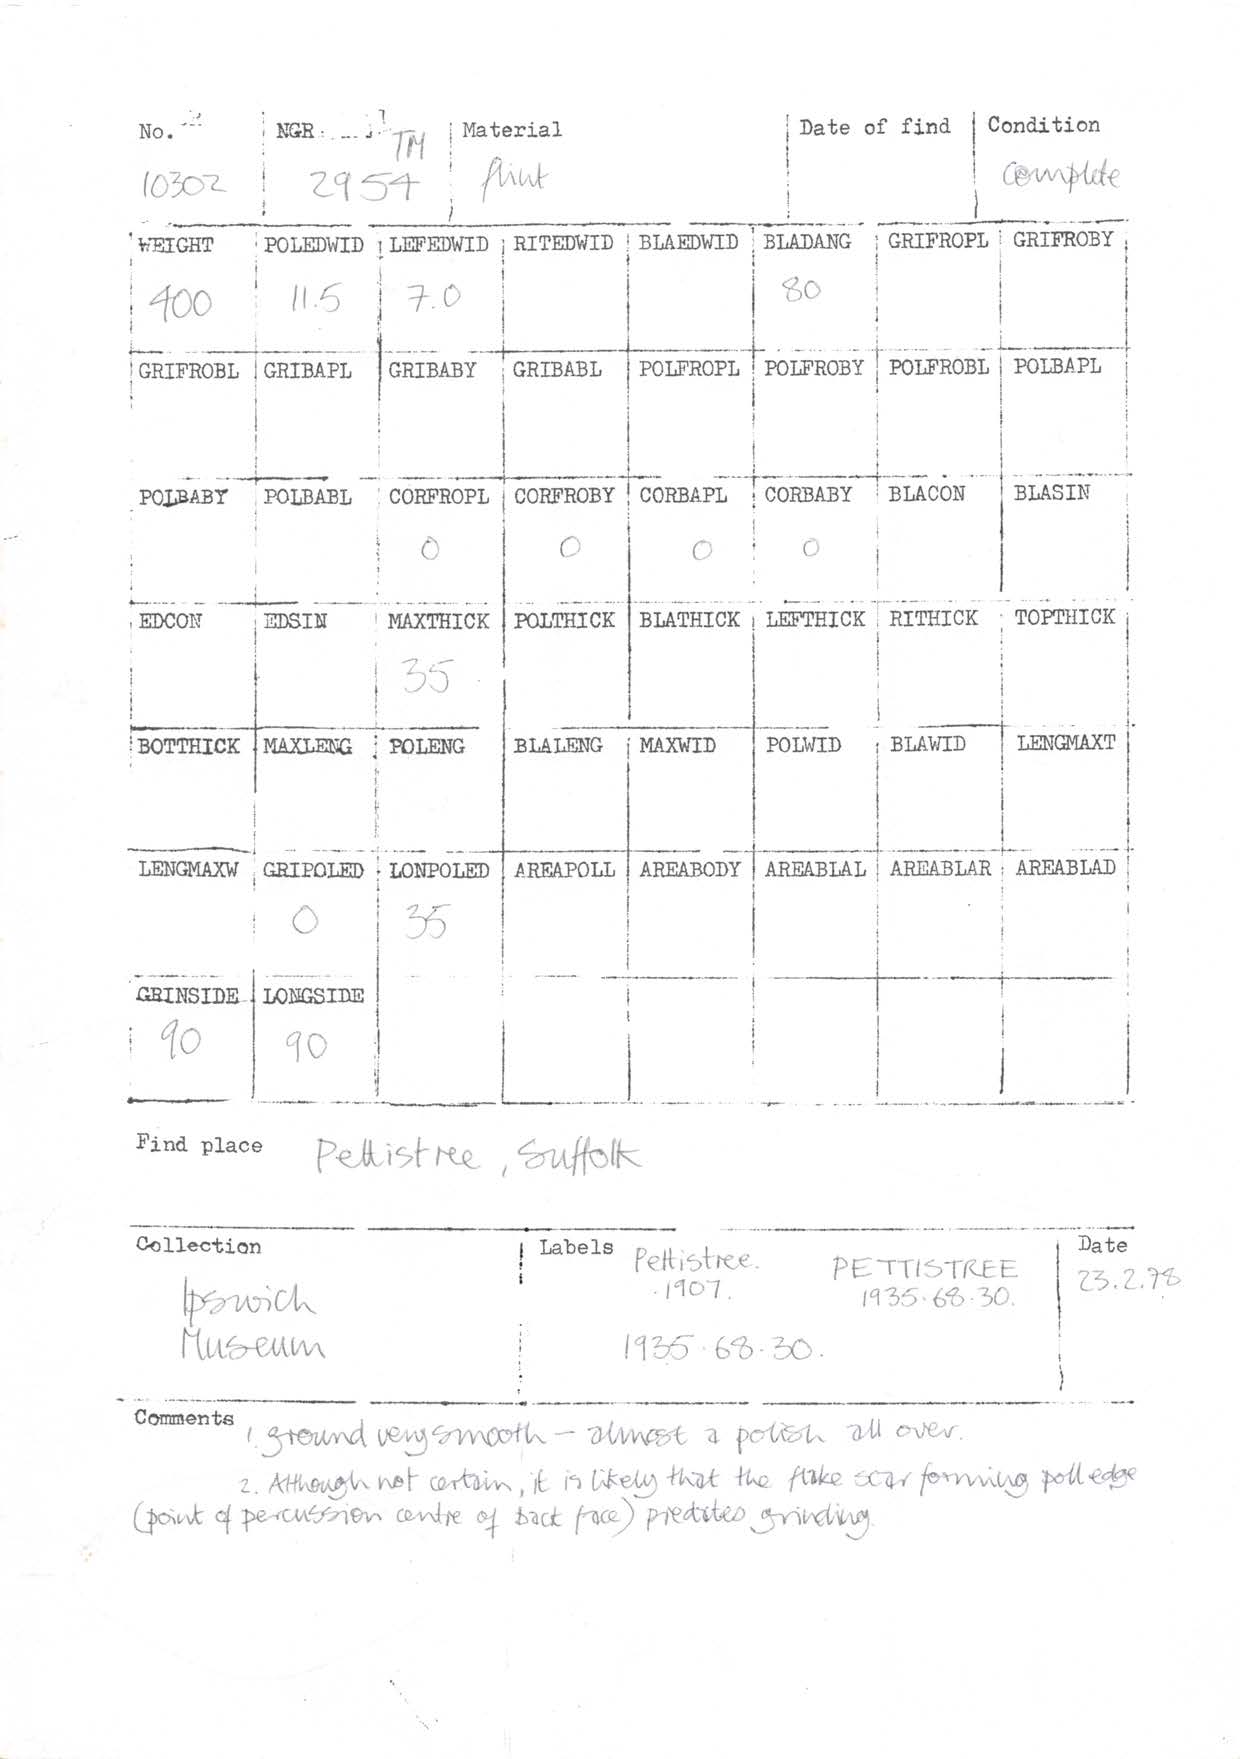 No. NGR Material Date of find Condition
10302 TM 2954 flint complete
WEIGHT POLEDWID LEFEDWID RITEDWID BLAEDWID BLADANG GRIFROPL GRIFROBY
400 11.5 7.0 80
GRIFROBL GRIBAPL GRIBABY GRIBABL POLFROPL POLFROBY POLFROBL POLBAPL
POLBABY POLBABL CORFROPL CORFROBY CORBAPL CORBABY BLACON BLASIN
0 0 0 0
EDCON EDSIN MAXTHICK POLTHICK BLATHICK LEFTHICK RITHICK TOPTHICK
35
BOTTHICK MAXLENG POLENG BLALENG MAXWID POLWID BLAWID LENGMAXT
LENGMAXW GRIPOLED LONPOLED AREAPOLL AREABODY AREABLAL AREABLAR AREABLAD
0 35
GRINSIDE LONGSIDE
90 90
Find place Pettistree, Suffolk
Collection Labels Date
Ipswich
Museum
Pettistree.
1907.
PETTISTREE
1935.68.30.
1935.68.30.
23.2.78
Comments 1. ground very smooth – almost a polish all over.
2. Although not certain, it is likely that the flake scar forming poll edge
(point of percussion centre of back face) predates grinding.